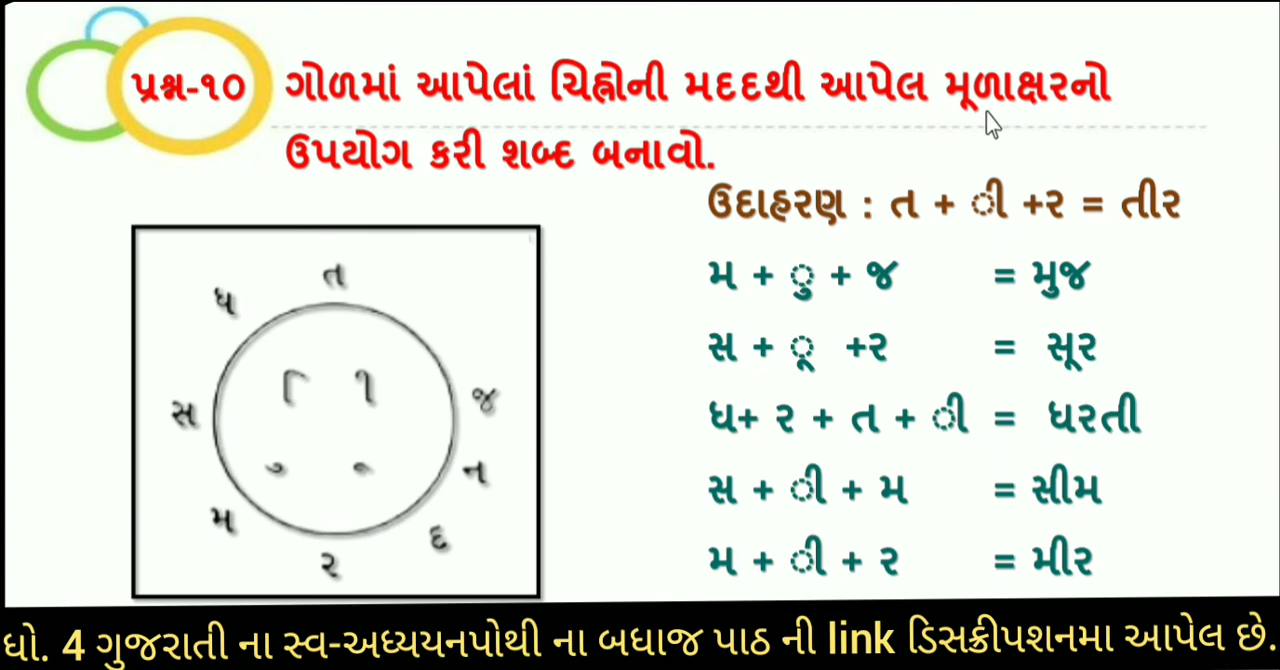 પ્રશ્ન-૧૦ ગોળમાં આપેલાં ચિહ્નોની મદદથી આપેલ મૂળાક્ષરનો
ઉપયોગ કરી શબ્દ બનાવો.
ઉદાહરણ : ત + ી +ર = તીર
મ + ુ + જ = મુજ
સ + ૂ +ર = સૂર
ધ+ ર + ત + ી = ધરતી
સ + ી + મ = સીમ
મ + ી + ર = મીર
ત
ધ
િ ી
સ જ
ુ ૂ
ન
મ
દ
ર
ધો. 4 ગુજરાતી ના સ્વ-અધ્યયનપોથી ના બધાજ પાઠ ની link ડિસક્રીપશનમા આપેલ છે.